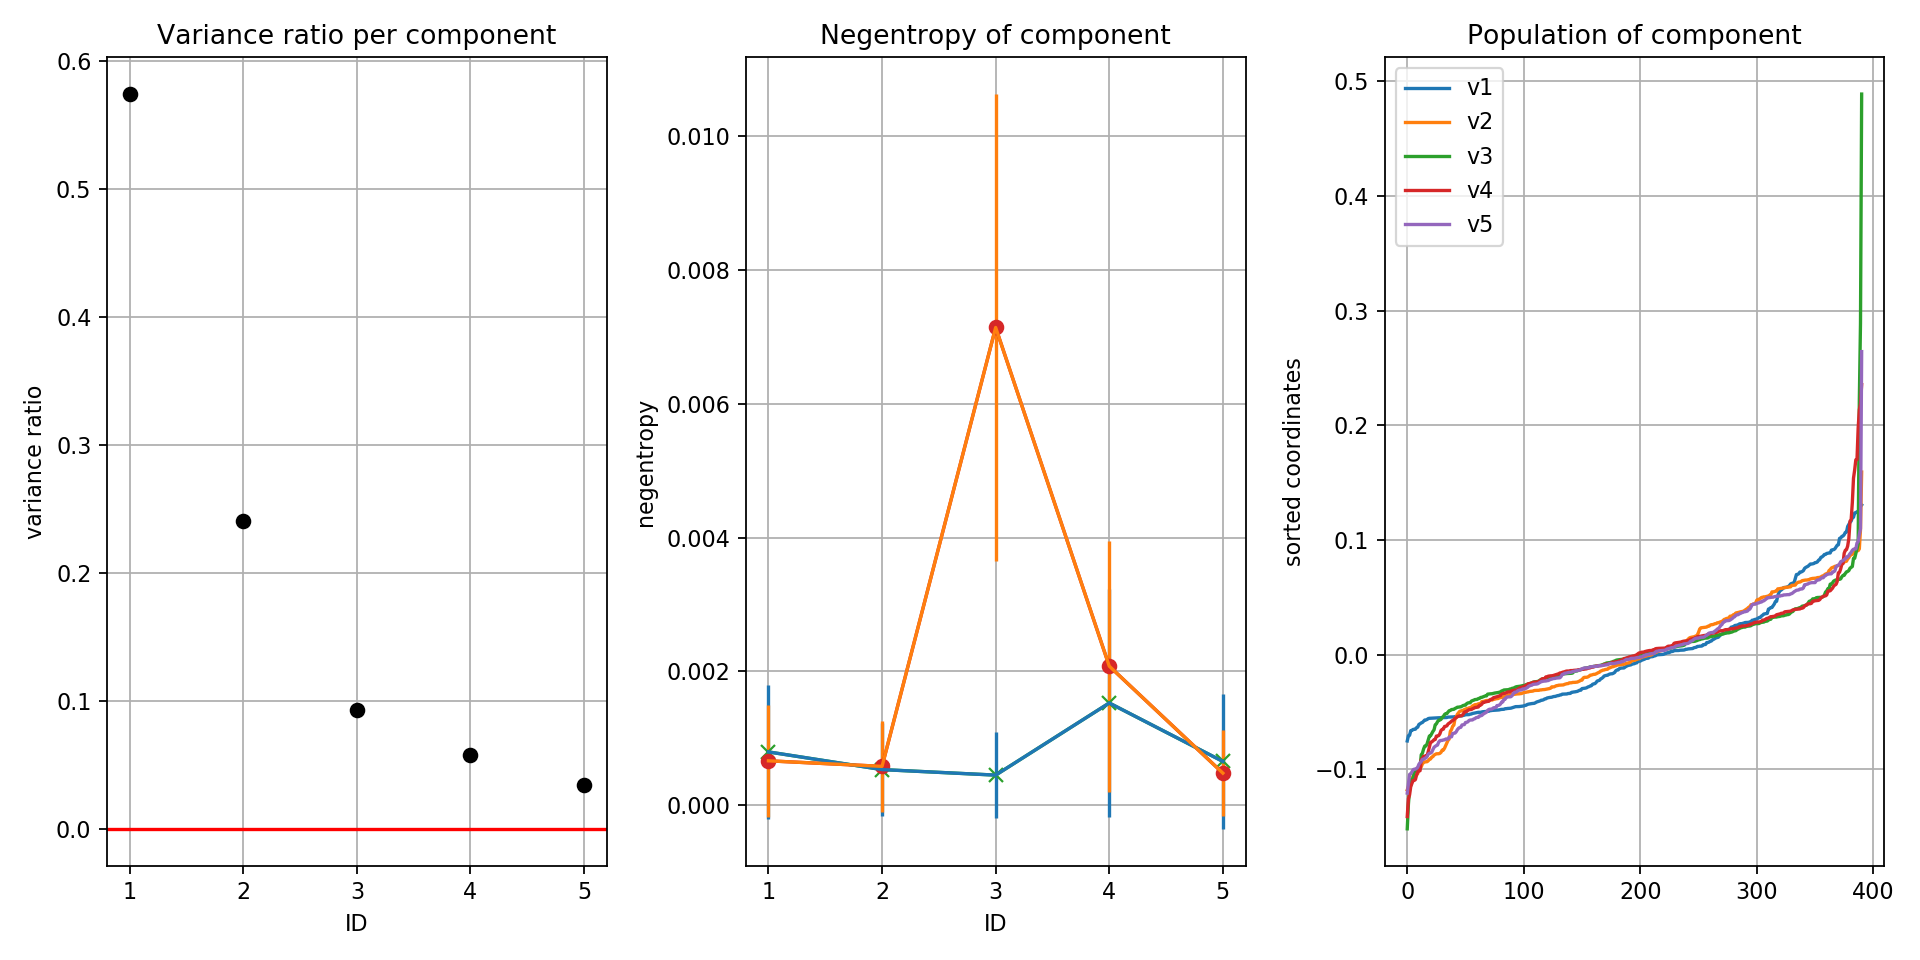 Variance ratio per component
variance ratio
0.6
0.5
0.4
0.3
0.2
0.1
0.0
1 2 3 4 5
ID
Negentropy of component
negentropy
0.010
0.008
0.006
0.004
0.002
0.000
1 2 3 4 5
ID
Population of component
sorted coordinates
0.5
0.4
0.3
0.2
0.1
0.0
−0.1
v1
v2
v3
v4
v5
0 100 200 300 400